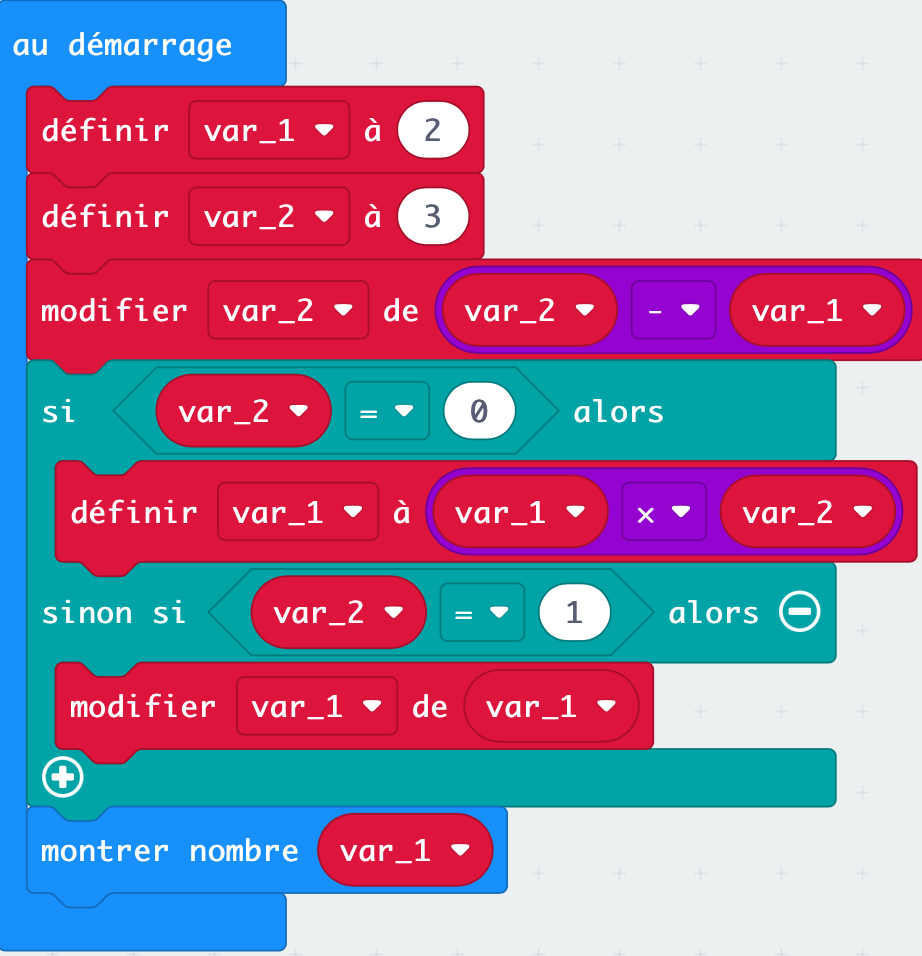 au démarrage
définir var_1 à 2
définir var_2 à 3
modifier var_2 de var_2 - var_1
si var_2 = 0 alors
définir var_1 à var_1 × var_2
sinon si var_2 = 1 alors
modifier var_1 de var_1
montrer nombre var_1